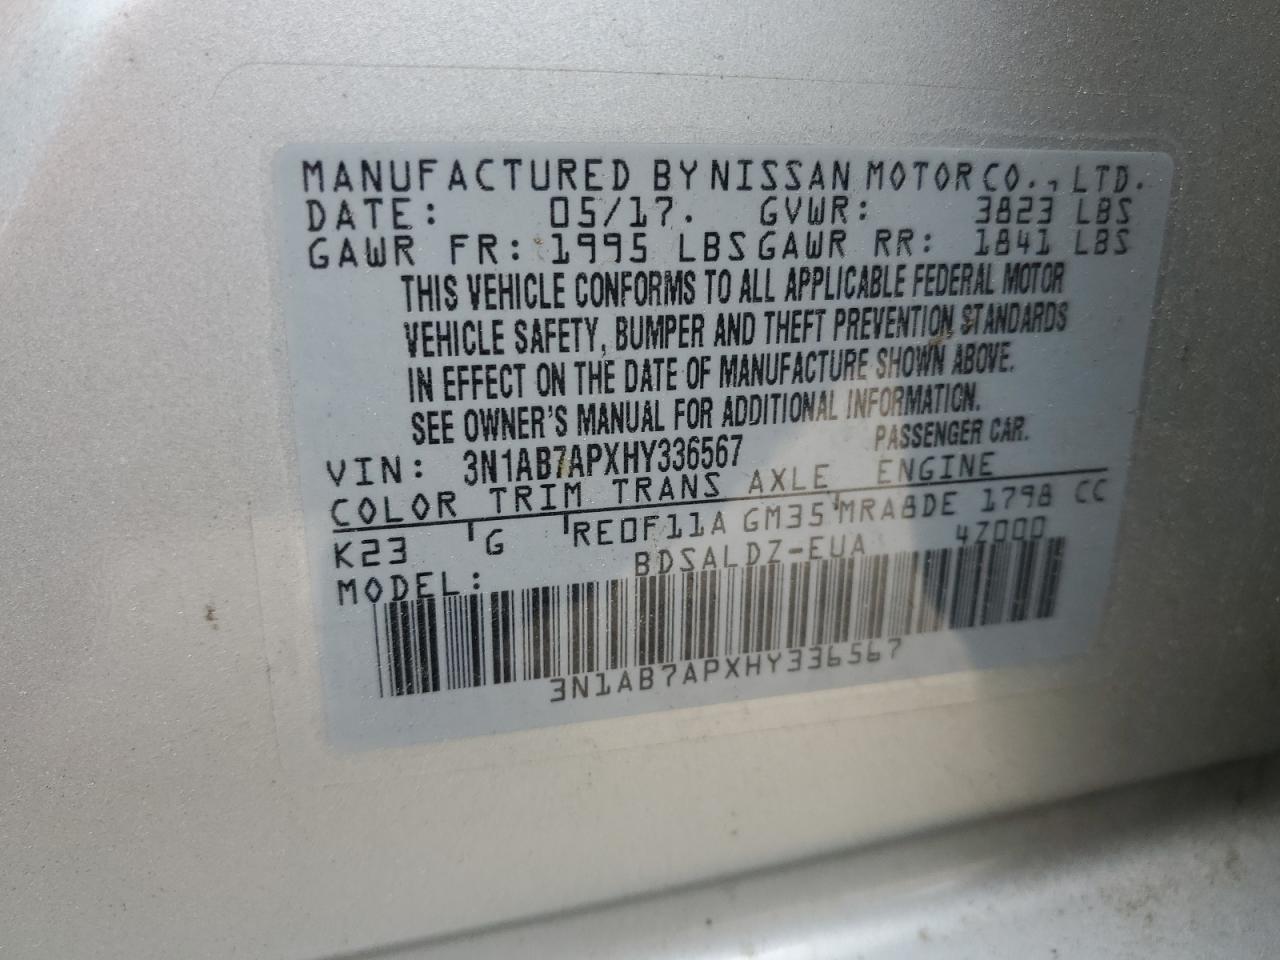 MANUFACTURED BY NISSAN MOTOR CO., LTD.
DATE: 05/17. GVWR: 3823 LBS
GAWR FR: 1995 LBS GAWR RR: 1841 LBS
THIS VEHICLE CONFORMS TO ALL APPLICABLE FEDERAL MOTOR
VEHICLE SAFETY, BUMPER AND THEFT PREVENTION STANDARDS
IN EFFECT ON THE DATE OF MANUFACTURE SHOWN ABOVE.
SEE OWNER'S MANUAL FOR ADDITIONAL INFORMATION.
VIN: 3N1AB7APXHY336567 PASSENGER CAR.
COLOR TRIM TRANS AXLE ENGINE
K23 G RE0F11A GM35 MRA8DE 1798 CC
MODEL: BDSALDZ-EUA 47000
3N1AB7APXHY336567